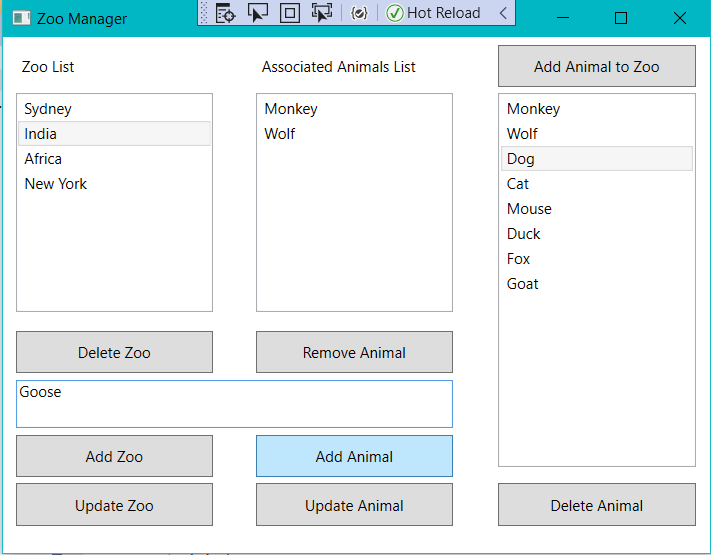 Zoo Manager
Hot Reload
Zoo List
Associated Animals List
Add Animal to Zoo
Sydney
India
Africa
New York
Monkey
Wolf
Monkey
Wolf
Dog
Cat
Mouse
Duck
Fox
Goat
Delete Zoo
Remove Animal
Goose
Add Zoo
Add Animal
Update Zoo
Update Animal
Delete Animal